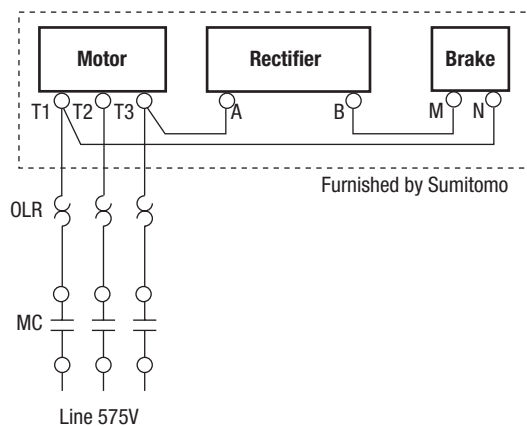 Motor Rectifier Brake
T1 T2 T3 A B M N
Furnished by Sumitomo
OLR
MC
Line 575V